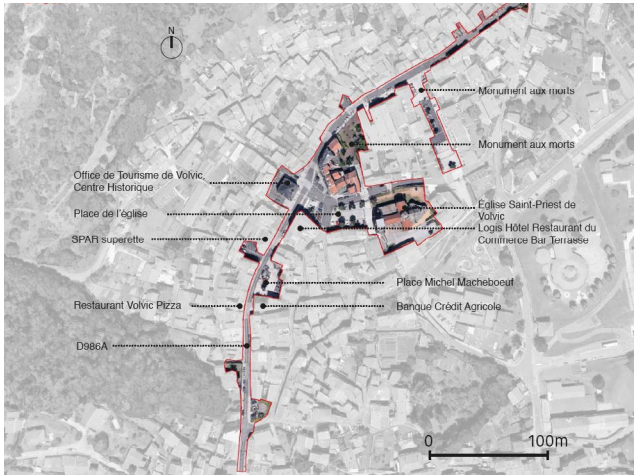 N
Monument aux morts
Monument aux morts
Office de Tourisme de Volvic,
Centre Historique
Place de l'église
SPAR superette
Église Saint-Priest de
Volvic
Logis Hôtel Restaurant du
Commerce Bar Terrasse
Place Michel Macheboeuf
Restaurant Volvic Pizza
Banque Crédit Agricole
D986A
0
100m